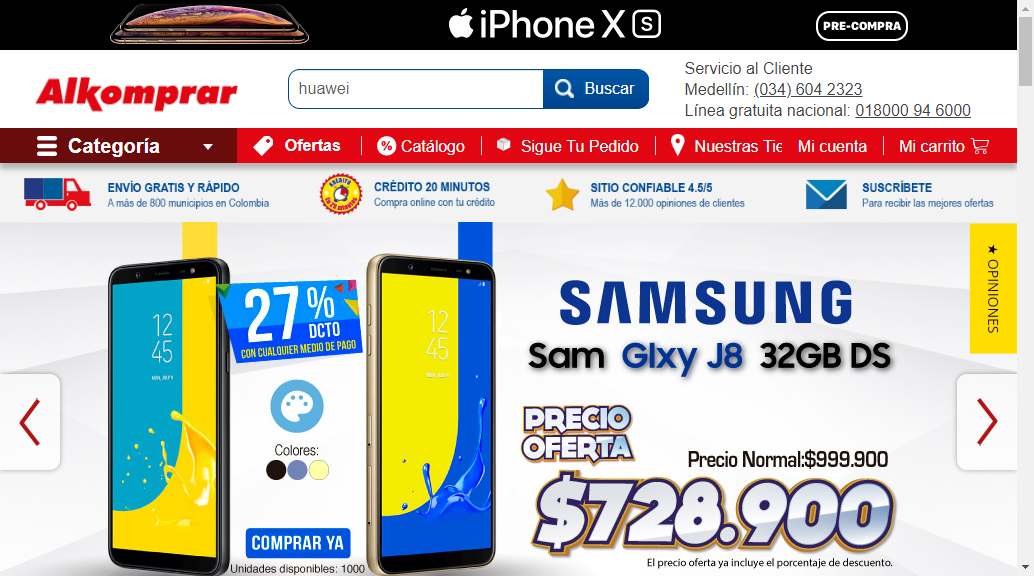 iPhone X S
PRE-COMPRA
Alkomprar
huawei
Buscar
Servicio al Cliente
Medellín: (034) 604 2323
Línea gratuita nacional: 018000 94 6000
Categoría
Ofertas
Catálogo
Sigue Tu Pedido
Nuestras Tie
Mi cuenta
Mi carrito
ENVÍO GRATIS Y RÁPIDO
A más de 800 municipios en Colombia
CRÉDITO 20 MINUTOS
Compra online con tu crédito
SITIO CONFIABLE 4.5/5
Más de 12.000 opiniones de clientes
SUSCRÍBETE
Para recibir las mejores ofertas
★ OPINIONES
12
45
27% DCTO
CON CUALQUIER MEDIO DE PAGO
Colores:
COMPRAR YA
Unidades disponibles: 1000
12
45
SAMSUNG
Sam Glxy J8 32GB DS
PRECIO
OFERTA
Precio Normal:$999.900
$728.900
El precio oferta ya incluye el porcentaje de descuento.